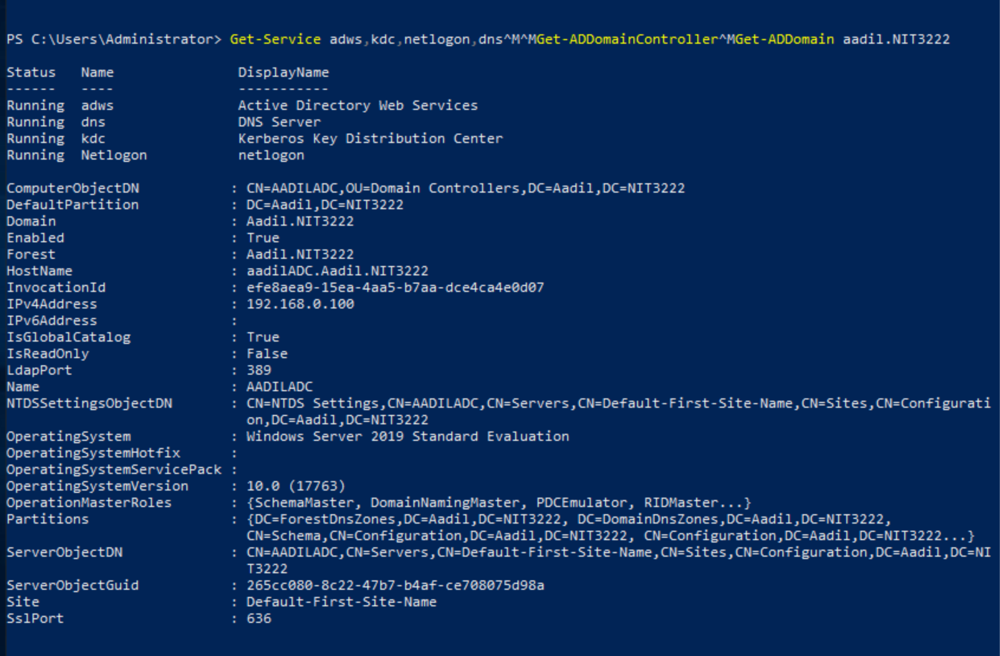 PS C:\Users\Administrator> Get-Service adws,kdc,netlogon,dns^M^MGet-ADDomainController^MGet-ADDomain aadil.NIT3222
Status   Name               DisplayName
------   ----               -----------
Running  adws               Active Directory Web Services
Running  dns                DNS Server
Running  kdc                Kerberos Key Distribution Center
Running  Netlogon           netlogon
ComputerObjectDN           : CN=AADILADC,OU=Domain Controllers,DC=Aadil,DC=NIT3222
DefaultPartition           : DC=Aadil,DC=NIT3222
Domain                     : Aadil.NIT3222
Enabled                    : True
Forest                     : Aadil.NIT3222
HostName                   : aadilADC.Aadil.NIT3222
InvocationId               : efe8aea9-15ea-4aa5-b7aa-dce4ca4e0d07
IPv4Address                : 192.168.0.100
IPv6Address                :
IsGlobalCatalog            : True
IsReadOnly                 : False
LdapPort                   : 389
Name                       : AADILADC
NTDSSettingsObjectDN       : CN=NTDS Settings,CN=AADILADC,CN=Servers,CN=Default-First-Site-Name,CN=Sites,CN=Configurati
                             on,DC=Aadil,DC=NIT3222
OperatingSystem            : Windows Server 2019 Standard Evaluation
OperatingSystemHotfix      :
OperatingSystemServicePack :
OperatingSystemVersion     : 10.0 (17763)
OperationMasterRoles       : {SchemaMaster, DomainNamingMaster, PDCEmulator, RIDMaster...}
Partitions                 : {DC=ForestDnsZones,DC=Aadil,DC=NIT3222, DC=DomainDnsZones,DC=Aadil,DC=NIT3222,
                             CN=Schema,CN=Configuration,DC=Aadil,DC=NIT3222, CN=Configuration,DC=Aadil,DC=NIT3222...}
ServerObjectDN             : CN=AADILADC,CN=Servers,CN=Default-First-Site-Name,CN=Sites,CN=Configuration,DC=Aadil,DC=NI
                             T3222
ServerObjectGuid           : 265cc080-8c22-47b7-b4af-ce708075d98a
Site                       : Default-First-Site-Name
SslPort                    : 636